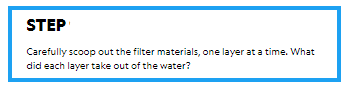 STEP
Carefully scoop out the filter materials, one layer at a time. What
did each layer take out of the water?